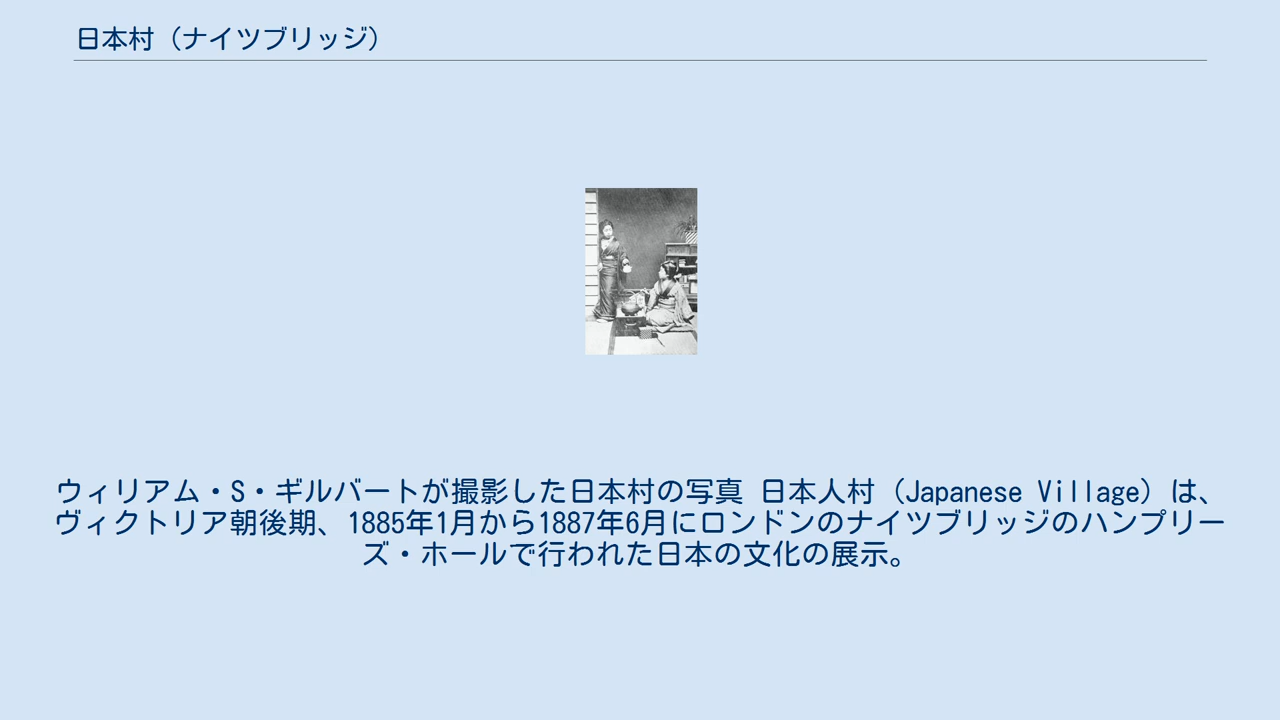 日本村（ナイツブリッジ）
ウィリアム・S・ギルバートが撮影した日本村の写真 日本人村（Japanese Village）は、
ヴィクトリア朝後期、1885年1月から1887年6月にロンドンのナイツブリッジのハンプリー
ズ・ホールで行われた日本の文化の展示。